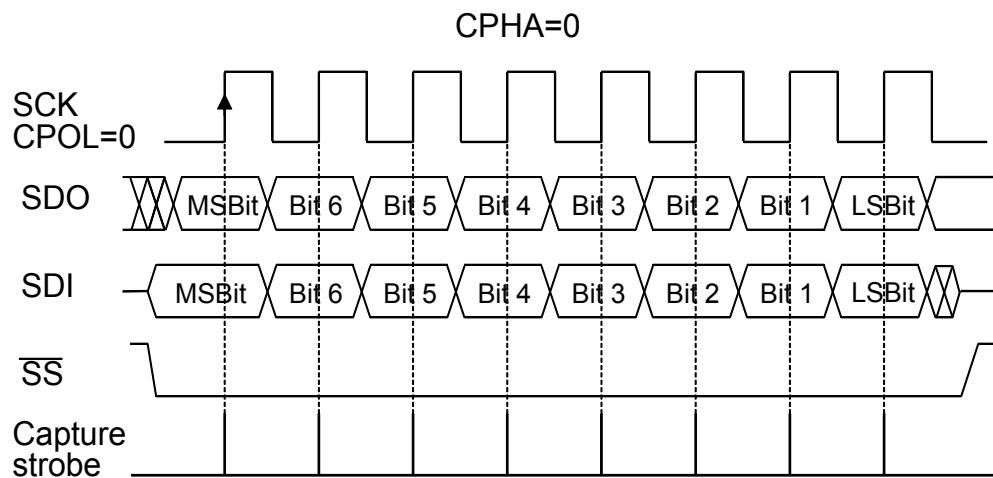 CPHA=0
SCK
CPOL=0
SDO MSBit Bit 6 Bit 5 Bit 4 Bit 3 Bit 2 Bit 1 LSBit
SDI MSBit Bit 6 Bit 5 Bit 4 Bit 3 Bit 2 Bit 1 LSBit
SS
Capture
strobe